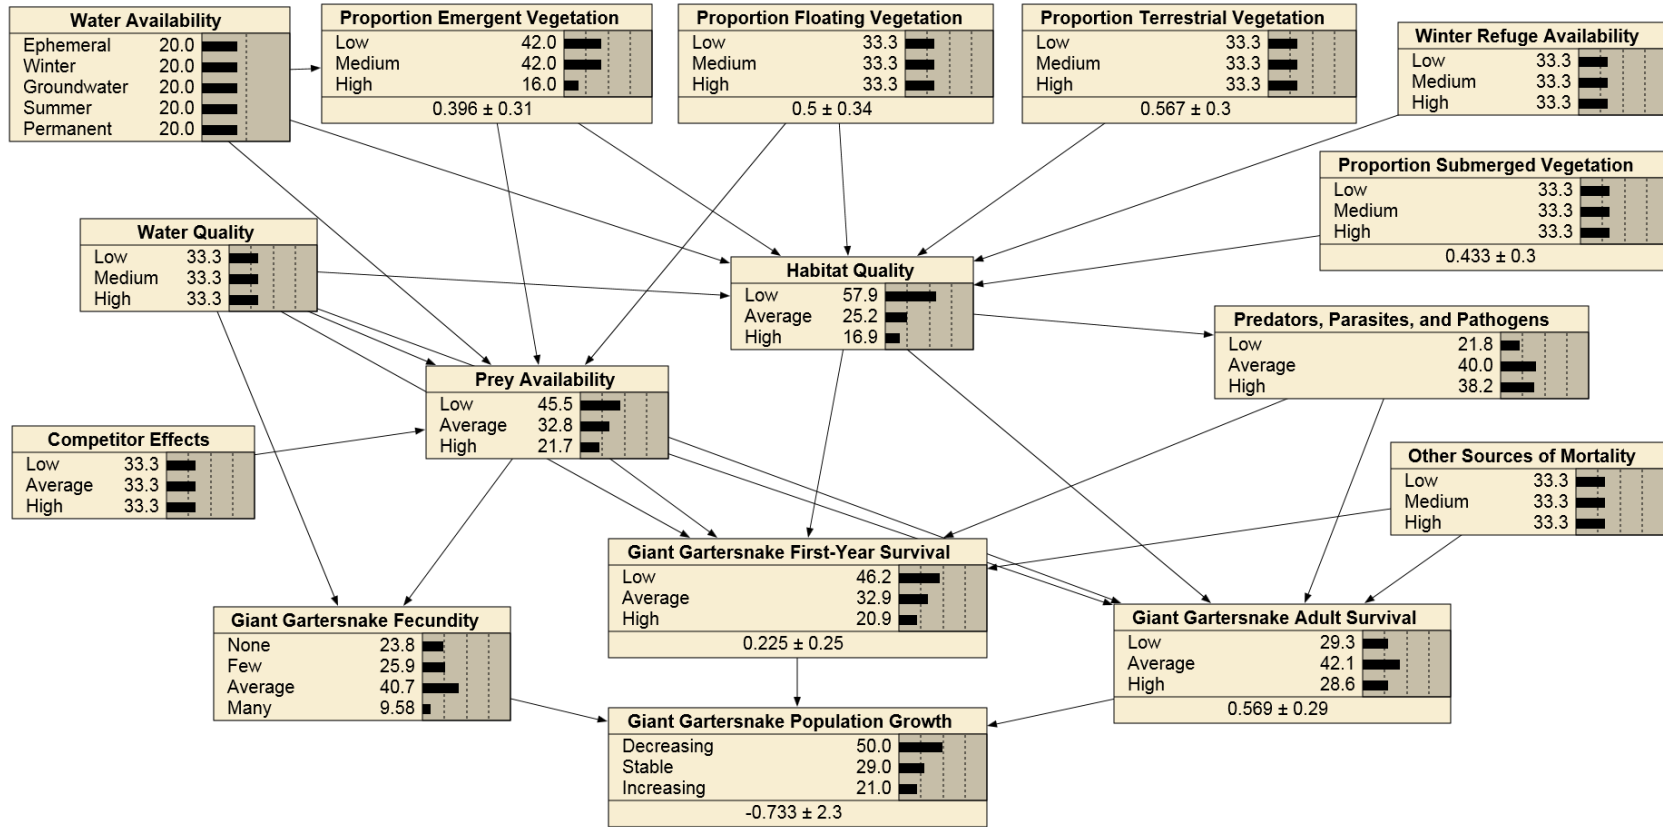 Water Availability
Ephemeral 20.0
Winter 20.0
Groundwater 20.0
Summer 20.0
Permanent 20.0
Proportion Emergent Vegetation
Low 42.0
Medium 42.0
High 16.0
0.396 ± 0.31
Proportion Floating Vegetation
Low 33.3
Medium 33.3
High 33.3
0.5 ± 0.34
Proportion Terrestrial Vegetation
Low 33.3
Medium 33.3
High 33.3
0.567 ± 0.3
Winter Refuge Availability
Low 33.3
Medium 33.3
High 33.3
Proportion Submerged Vegetation
Low 33.3
Medium 33.3
High 33.3
0.433 ± 0.3
Water Quality
Low 33.3
Medium 33.3
High 33.3
Habitat Quality
Low 57.9
Average 25.2
High 16.9
Predators, Parasites, and Pathogens
Low 21.8
Average 40.0
High 38.2
Prey Availability
Low 45.5
Average 32.8
High 21.7
Competitor Effects
Low 33.3
Average 33.3
High 33.3
Other Sources of Mortality
Low 33.3
Medium 33.3
High 33.3
Giant Gartersnake First-Year Survival
Low 46.2
Average 32.9
High 20.9
0.225 ± 0.25
Giant Gartersnake Fecundity
None 23.8
Few 25.9
Average 40.7
Many 9.58
Giant Gartersnake Adult Survival
Low 29.3
Average 42.1
High 28.6
0.569 ± 0.29
Giant Gartersnake Population Growth
Decreasing 50.0
Stable 29.0
Increasing 21.0
-0.733 ± 2.3